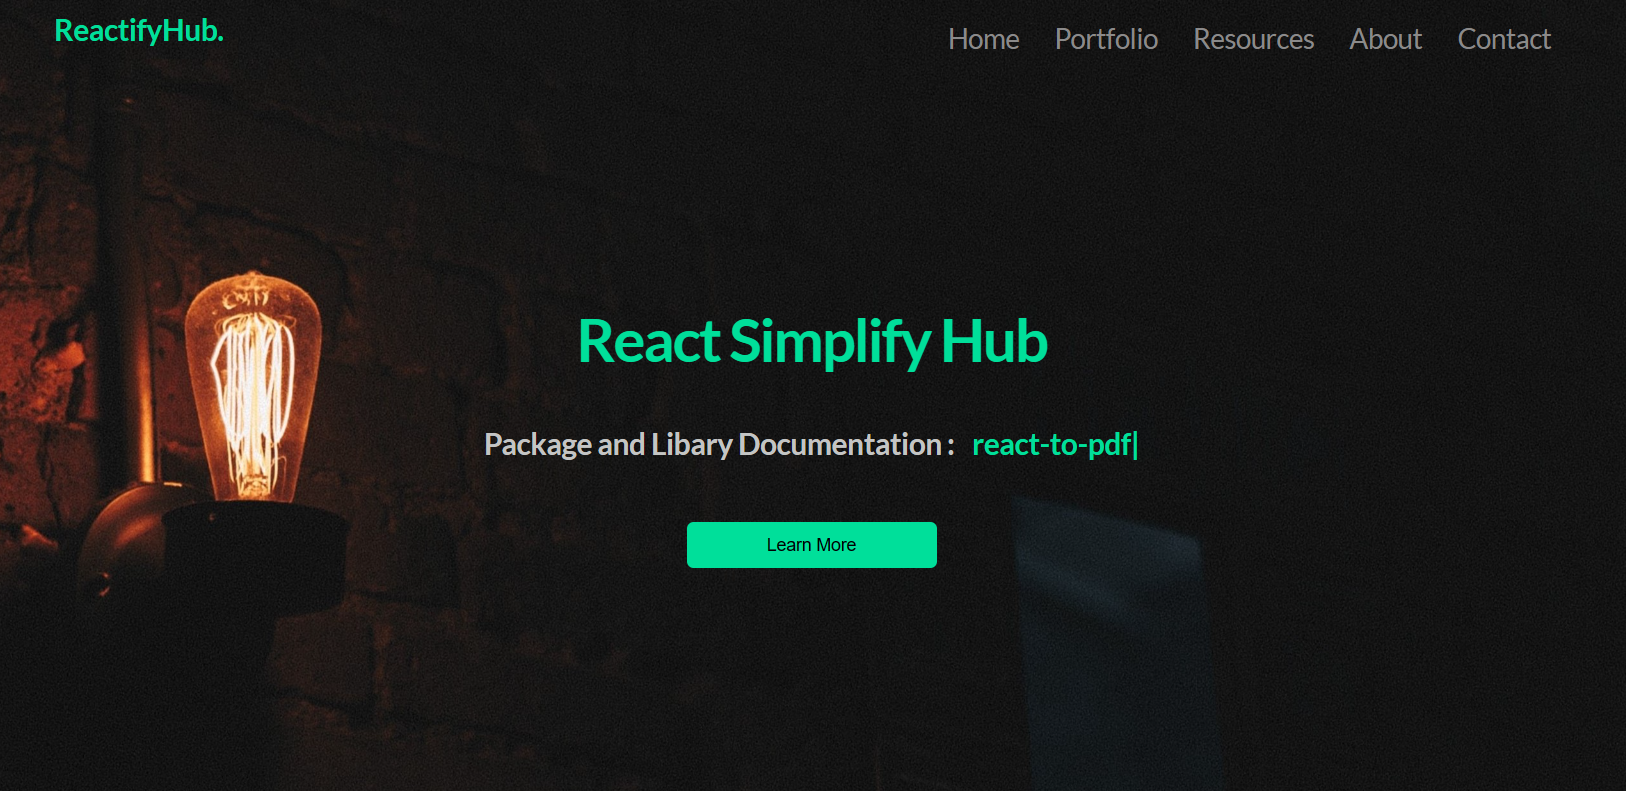 ReactifyHub.
Home Portfolio Resources About Contact
React Simplify Hub
Package and Libary Documentation : react-to-pdf|
Learn More